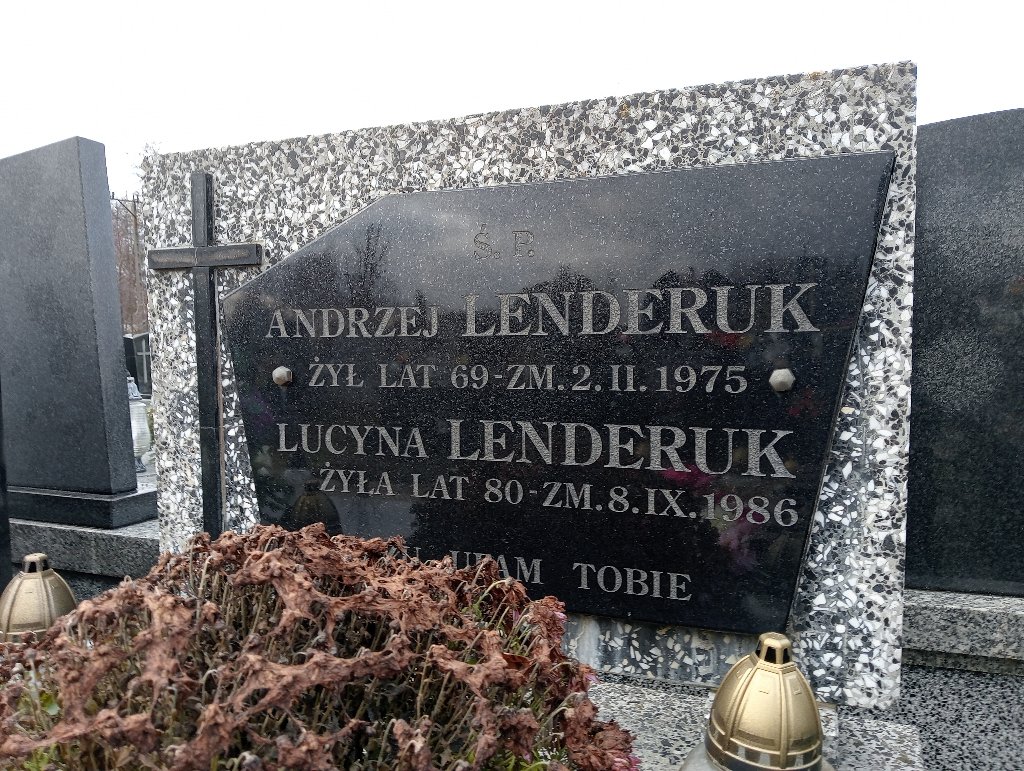 Ś. P.
ANDRZEJ LENDERUK
ŻYŁ LAT 69-ZM. 2. II. 1975
LUCYNA LENDERUK
ŻYŁA LAT 80-ZM. 8. IX. 1986
UFAM TOBIE